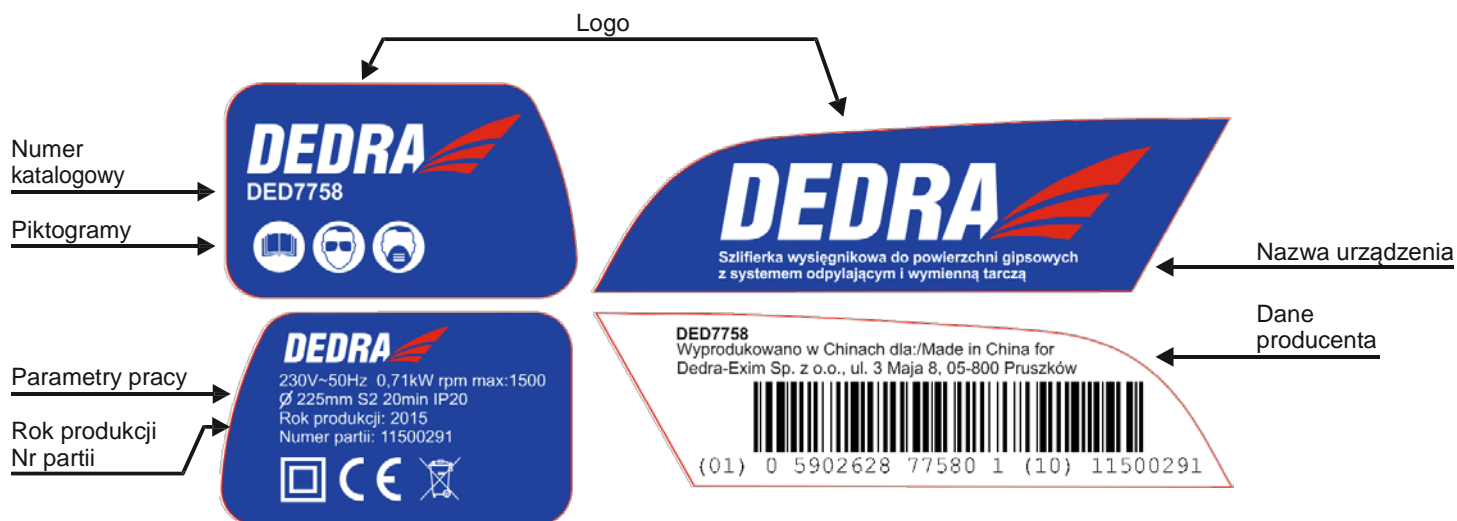 Logo
Numer
katalogowy
Piktogramy
DEDRA
DED7758
DEDRA
Szlifierka wysięgnikowa do powierzchni gipsowych
z systemem odpylającym i wymienną tarczą
Nazwa urządzenia
Parametry pracy
Rok produkcji
Nr partii
DEDRA
230V~50Hz 0,71kW rpm max:1500
Ø 225mm S2 20min IP20
Rok produkcji: 2015
Numer partii: 11500291
CE
DED7758
Wyprodukowano w Chinach dla:/Made in China for
Dedra-Exim Sp. z o.o., ul. 3 Maja 8, 05-800 Pruszków
(01) 0 5902628 77580 1 (10) 11500291
Dane
producenta